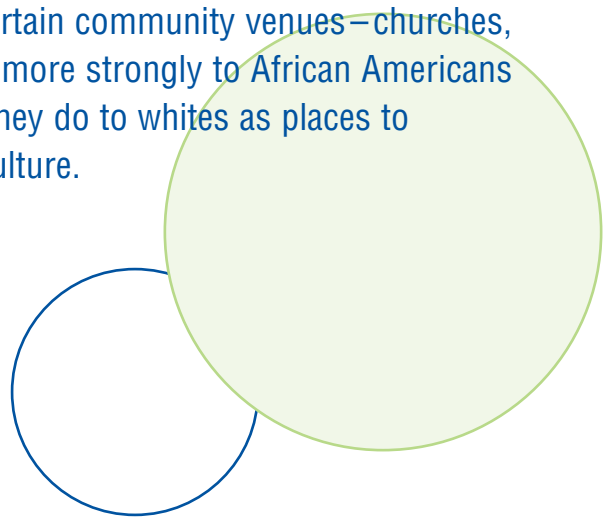 rtain community venues–churches,
more strongly to African Americans
hey do to whites as places to
ulture.